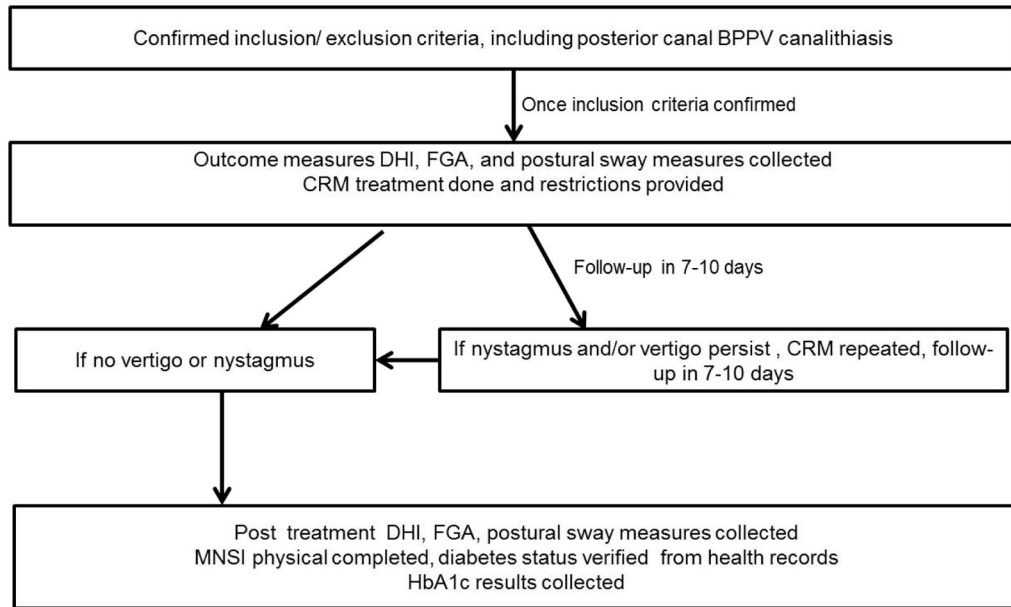 Confirmed inclusion/ exclusion criteria, including posterior canal BPPV canalithiasis
Once inclusion criteria confirmed
Outcome measures DHI, FGA, and postural sway measures collected
CRM treatment done and restrictions provided
Follow-up in 7-10 days
If no vertigo or nystagmus
If nystagmus and/or vertigo persist , CRM repeated, follow-
up in 7-10 days
Post treatment DHI, FGA, postural sway measures collected
MNSI physical completed, diabetes status verified from health records
HbA1c results collected